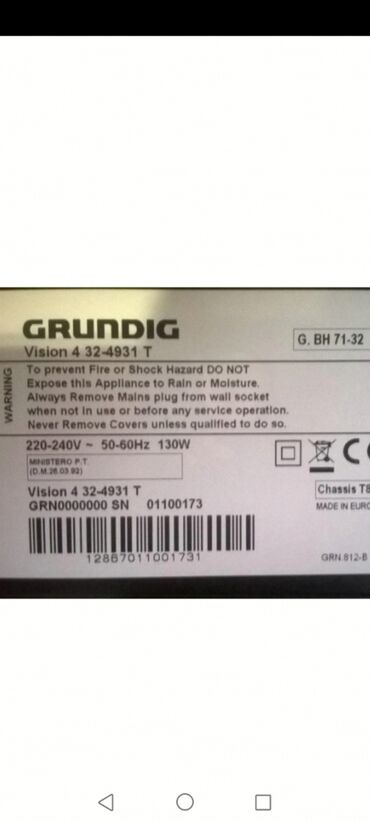 GRUNDIG
Vision 4 32-4931 T
G. BH 71-32
WARNING
To prevent Fire or Shock Hazard DO NOT
Expose this Appliance to Rain or Moisture.
Always Remove Mains plug from wall socket
when not in use or before any service operation.
Never Remove Covers unless qualified to do so.
220-240V ~ 50-60Hz 130W
MINISTERO P.T.
(D.M.26.03.92)
Vision 4 32-4931 T
GRN0000000 SN 01100173
Chassis T8
MADE IN EURO
12867011001731
GRN.812-B